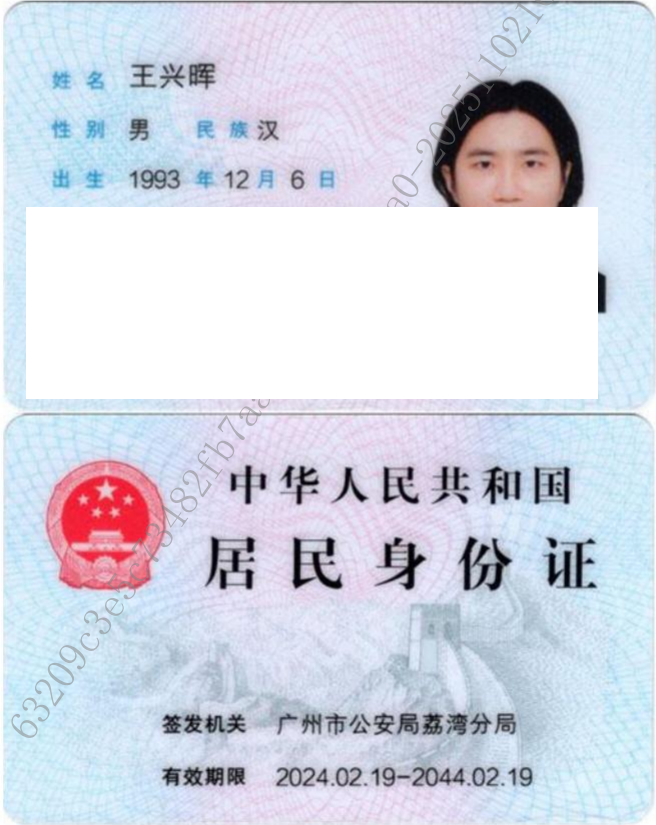 姓名 王兴晖
性别 男 民族 汉
出生 1993 年 12 月 6 日
中华人民共和国
居民身份证
签发机关 广州市公安局荔湾分局
有效期限 2024.02.19-2044.02.19